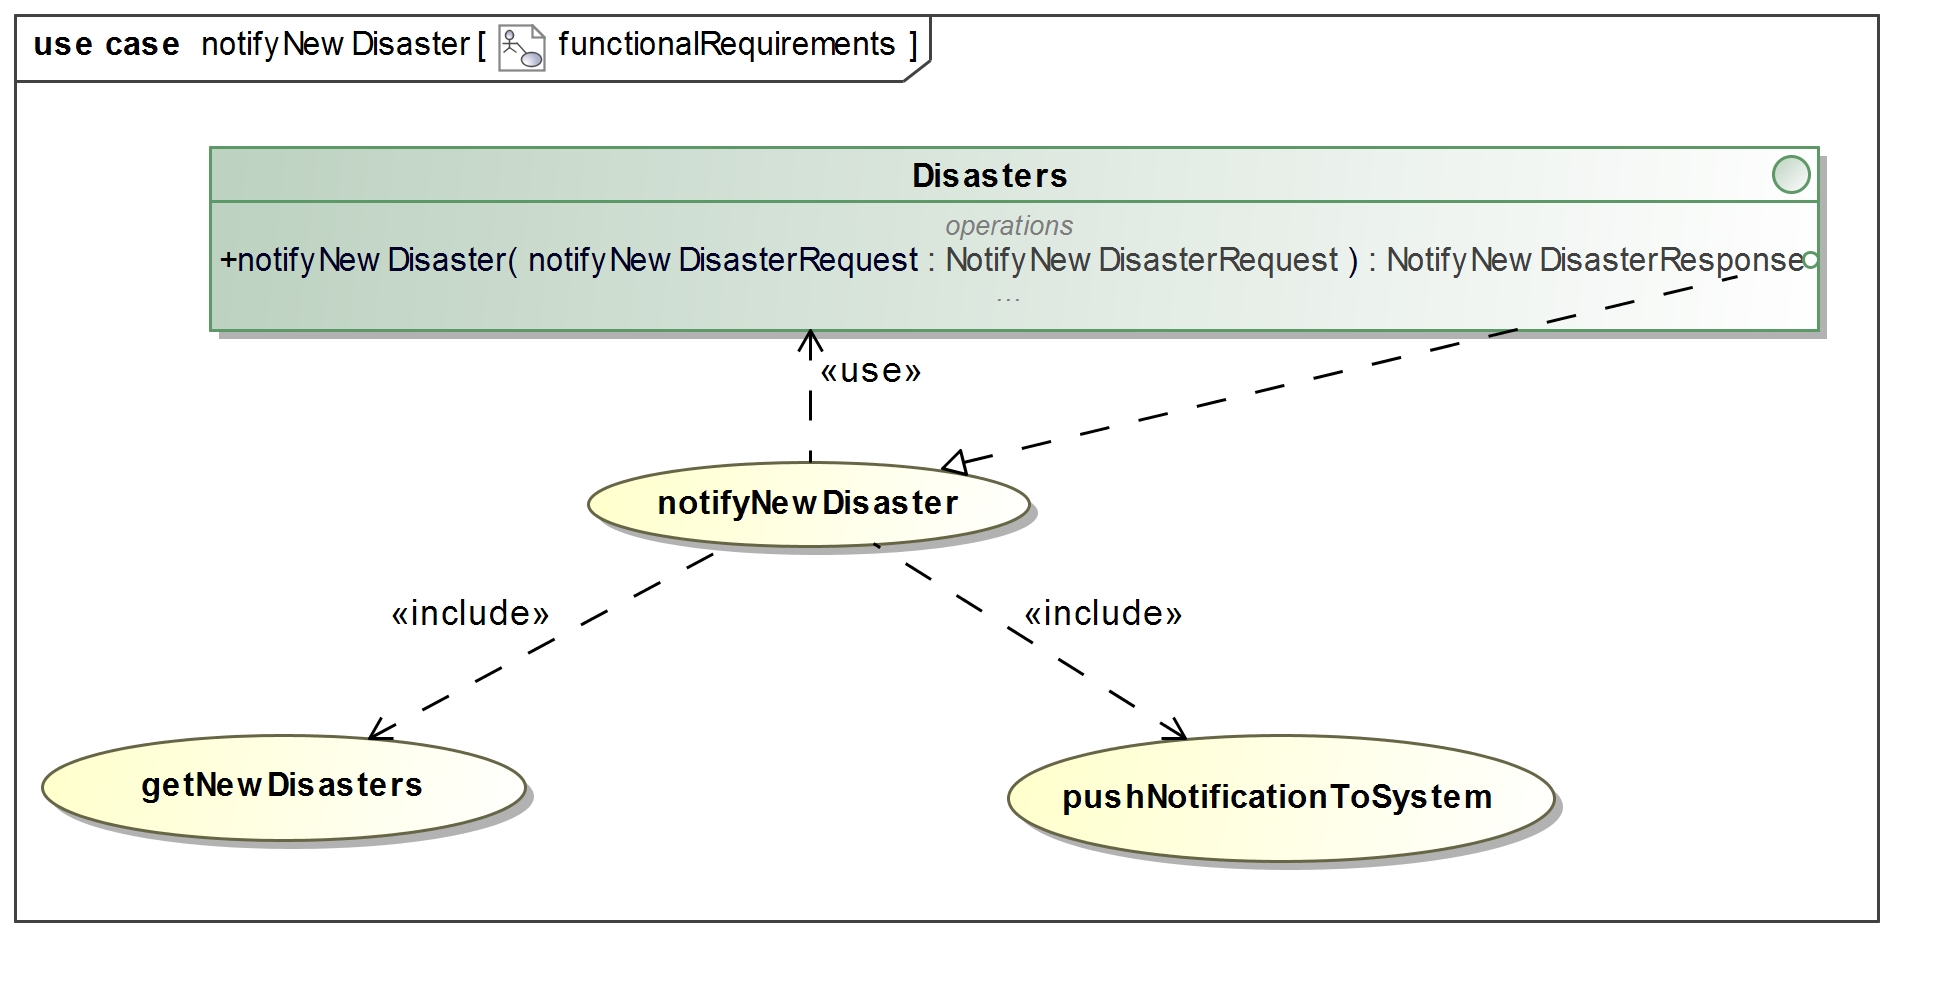 use case notifyNewDisaster [ functionalRequirements ]
Disasters
operations
+notifyNewDisaster( notifyNewDisasterRequest : NotifyNewDisasterRequest ) : NotifyNewDisasterResponse
...
«use»
notifyNewDisaster
«include» «include»
getNewDisasters
pushNotificationToSystem